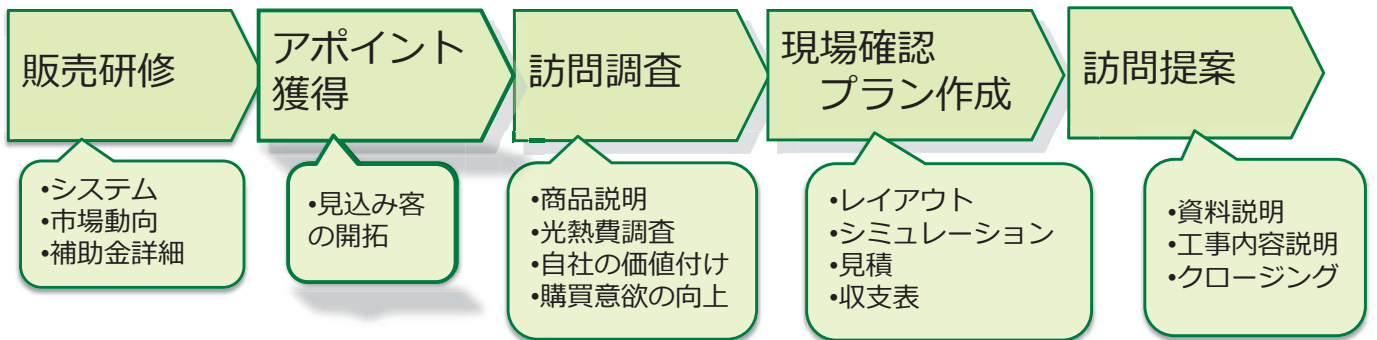 販売研修
アポイント
獲得
訪問調査
現場確認
プラン作成
訪問提案
•システム
•市場動向
•補助金詳細
•見込み客
の開拓
•商品説明
•光熱費調査
•自社の価値付け
•購買意欲の向上
•レイアウト
•シミュレーション
•見積
•収支表
•資料説明
•工事内容説明
•クロージング